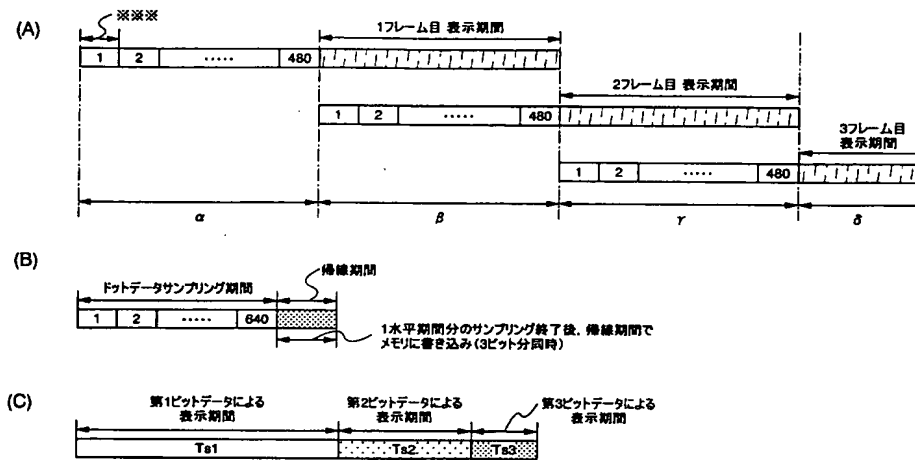 (A)
※※※
1フレーム目 表示期間
1 2 ····· 480
2フレーム目 表示期間
1 2 ····· 480
3フレーム目
表示期間
1 2 ····· 480
α β γ δ
(B)
帰線期間
ドットデータサンプリング期間
1 2 ····· 640
1水平期間分のサンプリング終了後，帰線期間で
メモリに書き込み(3ビット分同時)
(C)
第1ビットデータによる
表示期間
第2ビットデータによる
表示期間
第3ビットデータによる
表示期間
Ts1 Ts2 Ts3